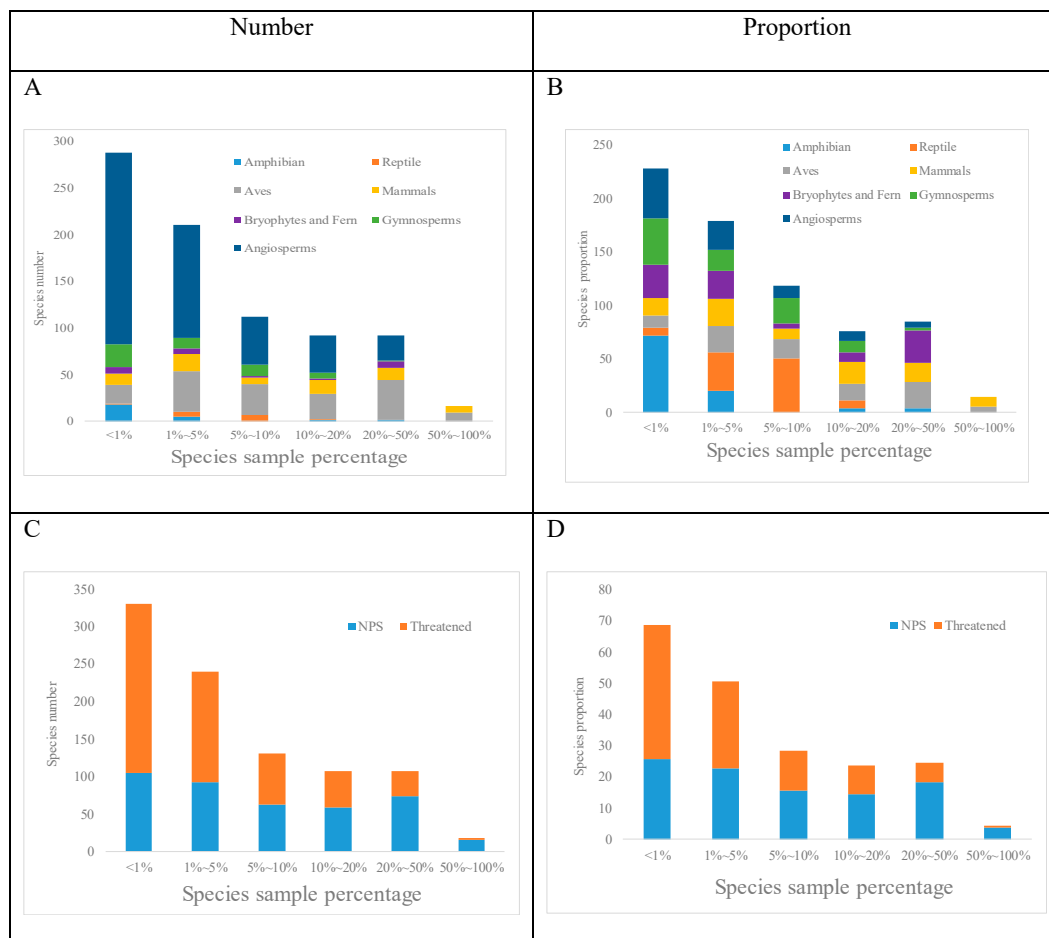 Number
Proportion
A
300
250
200
150
100
50
0
Species number
Amphibian
Reptile
Aves
Mammals
Bryophytes and Fern
Gymnosperms
Angiosperms
<1%
1%~5%
5%~10%
10%~20%
20%~50%
50%~100%
Species sample percentage
B
250
200
150
100
50
0
Species proportion
Amphibian
Reptile
Aves
Mammals
Bryophytes and Fern
Gymnosperms
Angiosperms
<1%
1%~5%
5%~10%
10%~20%
20%~50%
50%~100%
Species sample percentage
C
350
300
250
200
150
100
50
0
Species number
NPS
Threatened
<1%
1%~5%
5%~10%
10%~20%
20%~50%
50%~100%
Species sample percentage
D
80
70
60
50
40
30
20
10
0
Species proportion
NPS
Threatened
<1%
1%~5%
5%~10%
10%~20%
20%~50%
50%~100%
Species sample percentage